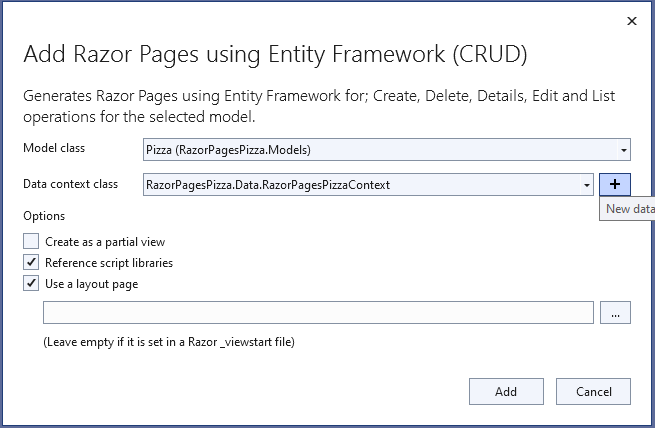 Add Razor Pages using Entity Framework (CRUD)
Generates Razor Pages using Entity Framework for; Create, Delete, Details, Edit and List
operations for the selected model.
Model class Pizza (RazorPagesPizza.Models)
Data context class RazorPagesPizza.Data.RazorPagesPizzaContext +
New data
Options
Create as a partial view
Reference script libraries
Use a layout page
...
(Leave empty if it is set in a Razor _viewstart file)
Add Cancel